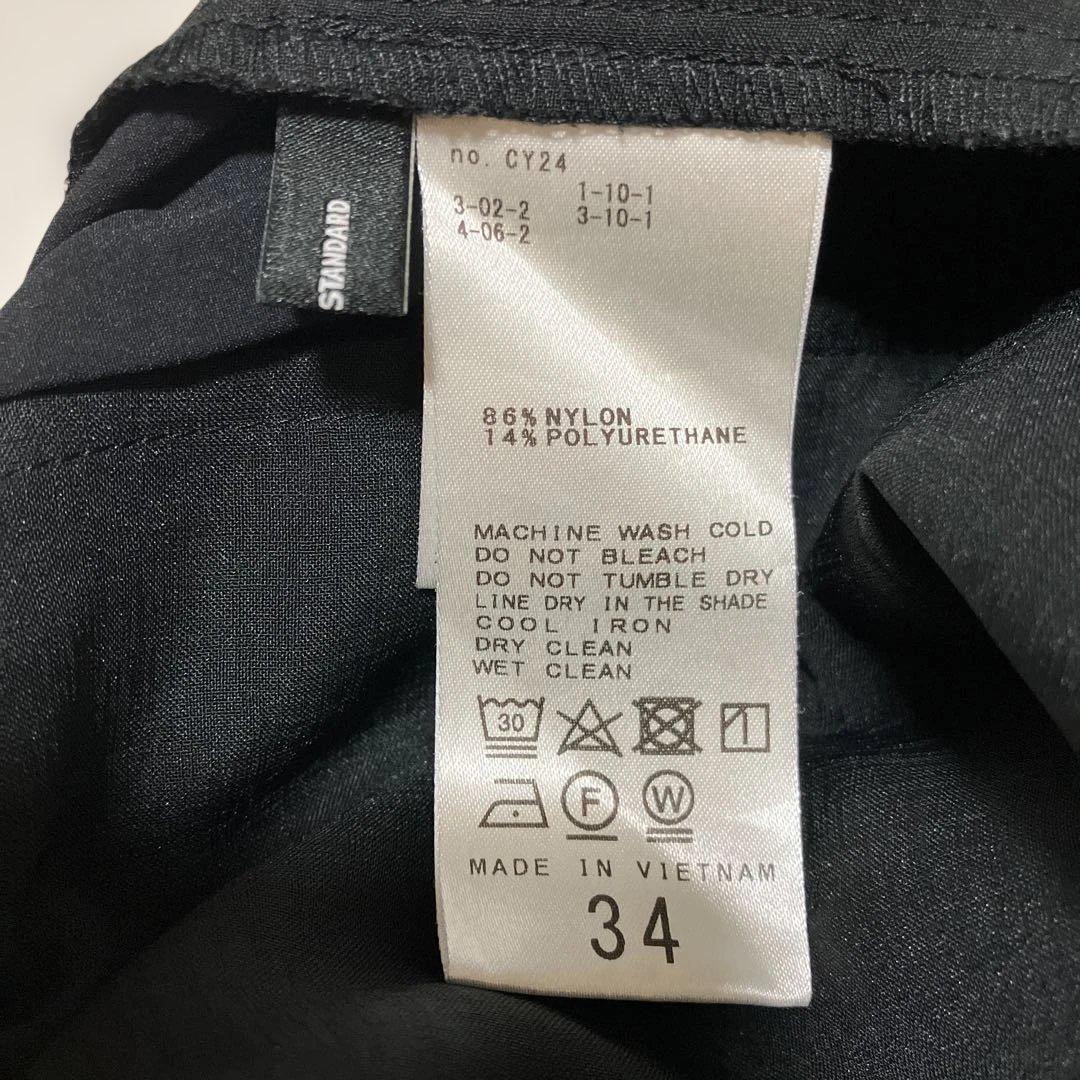 no. CY24
1-10-1
3-02-2 3-10-1
4-06-2
STANDARD
86% NYLON
14% POLYURETHANE
MACHINE WASH COLD
DO NOT BLEACH
DO NOT TUMBLE DRY
LINE DRY IN THE SHADE
COOL IRON
DRY CLEAN
WET CLEAN
30
F W
MADE IN VIETNAM
34